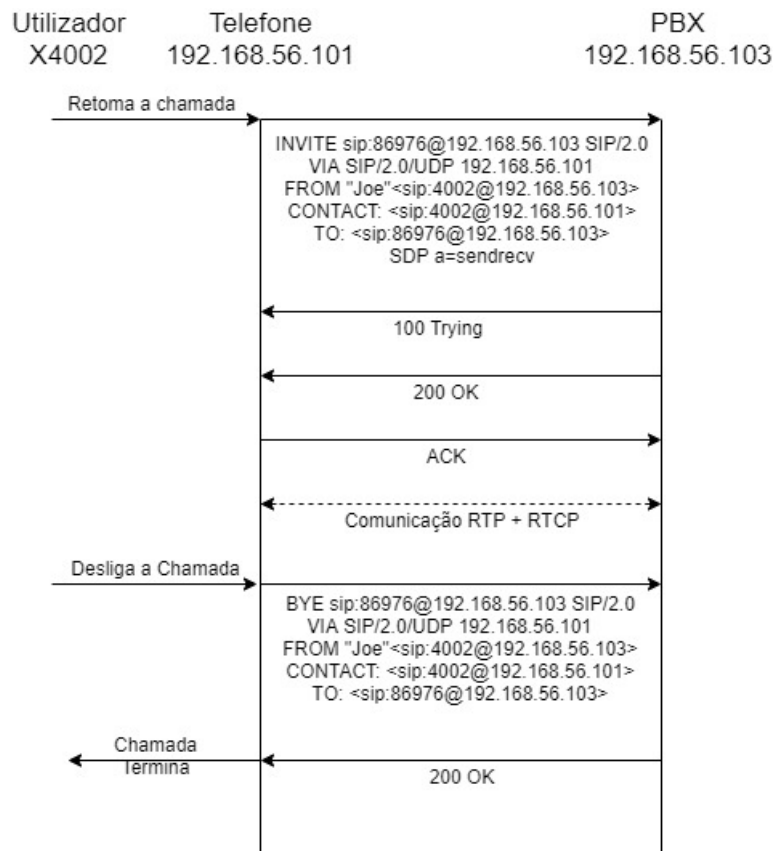 Utilizador
X4002
Telefone
192.168.56.101
PBX
192.168.56.103
Retoma a chamada
INVITE sip:86976@192.168.56.103 SIP/2.0
VIA SIP/2.0/UDP 192.168.56.101
FROM "Joe"<sip:4002@192.168.56.103>
CONTACT: <sip:4002@192.168.56.101>
TO: <sip:86976@192.168.56.103>
SDP a=sendrecv
100 Trying
200 OK
ACK
Comunicação RTP + RTCP
Desliga a Chamada
BYE sip:86976@192.168.56.103 SIP/2.0
VIA SIP/2.0/UDP 192.168.56.101
FROM "Joe"<sip:4002@192.168.56.103>
CONTACT: <sip:4002@192.168.56.101>
TO: <sip:86976@192.168.56.103>
Chamada
Termina
200 OK